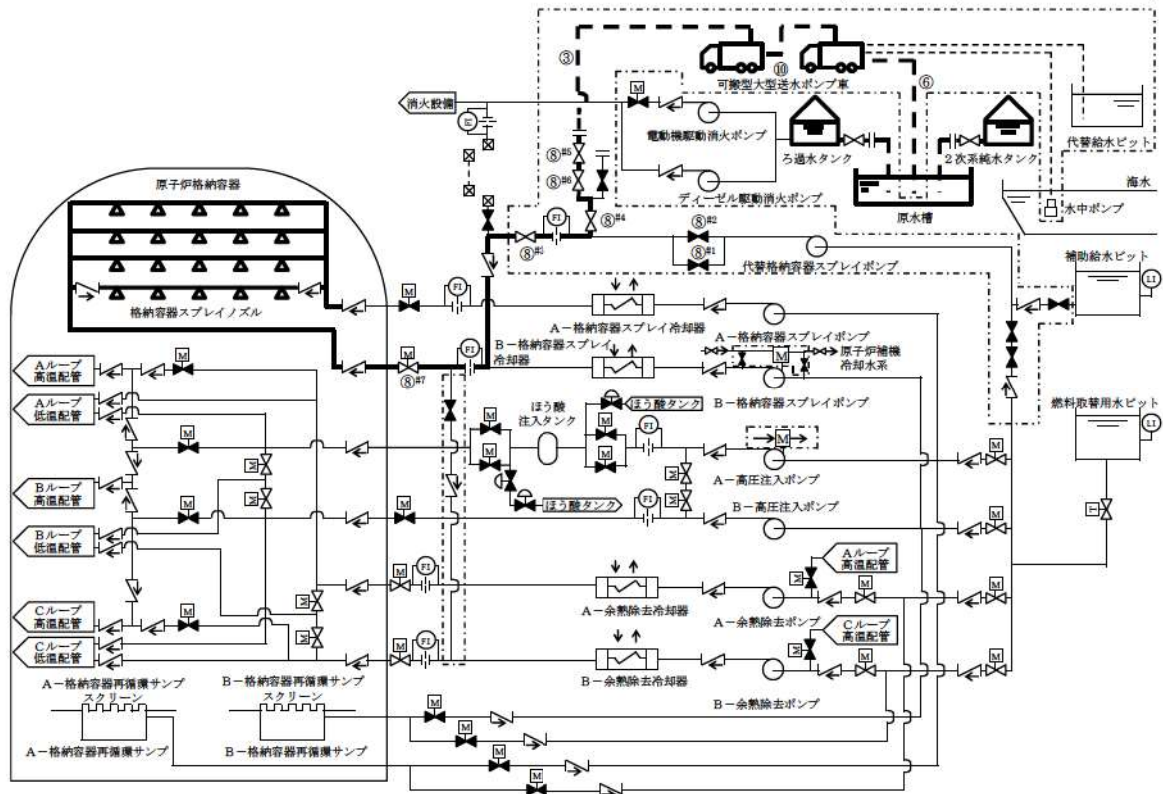 ③
⑩
可搬型大型送水ポンプ車
⑥
消火設備
M
FI
電動機駆動消火ポンプ
ろ過水タンク
2次系純水タンク
代替給水ピット
⑧#5
⑧#6
ディーゼル駆動消火ポンプ
原水槽
海水
水中ポンプ
原子炉格納容器
FI
⑧#4
⑧#3
⑧#2
⑧#1
代替格納容器スプレイポンプ
補助給水ピット
LI
格納容器スプレイノズル
M
FI
A-格納容器スプレイ冷却器
A-格納容器スプレイポンプ
B-格納容器スプレイ
冷却器
M
⑧#7
FI
M
原子炉補機
冷却水系
B-格納容器スプレイポンプ
燃料取替用水ピット
LI
Aループ
高温配管
M
Aループ
低温配管
ほう酸
注入タンク
ほう酸タンク
M
M
M
M
M
FI
M
A-高圧注入ポンプ
M
M
M
M
Bループ
高温配管
M
M
ほう酸タンク
FI
B-高圧注入ポンプ
M
Bループ
低温配管
T
Aループ
高温配管
M
FI
M
M
M
A-余熱除去冷却器
A-余熱除去ポンプ
Cループ
高温配管
M
M
Cループ
高温配管
Cループ
低温配管
M
M
FI
M
M
M
B-余熱除去冷却器
B-余熱除去ポンプ
A-格納容器再循環サンプ
スクリーン
B-格納容器再循環サンプ
スクリーン
A-格納容器再循環サンプ
B-格納容器再循環サンプ
M
M
M
M